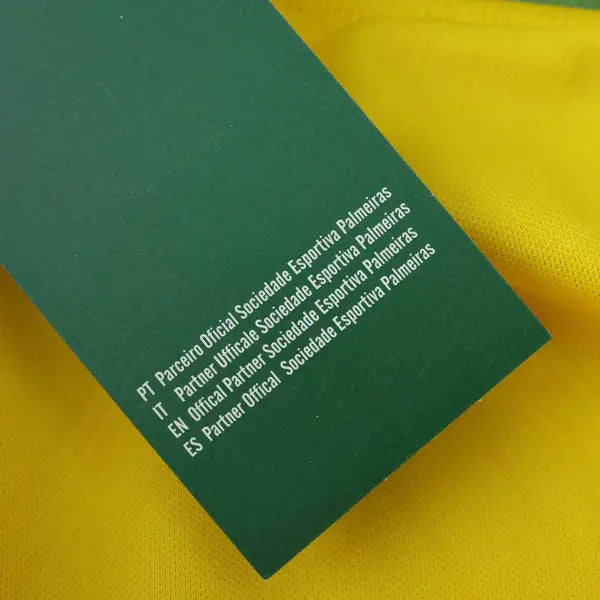 PT Parceiro Oficial Sociedade Esportiva Palmeiras
IT Partner Ufficale Sociedade Esportiva Palmeiras
EN Offical Partner Sociedade Esportiva Palmeiras
ES Partner Offical Sociedade Esportiva Palmeiras